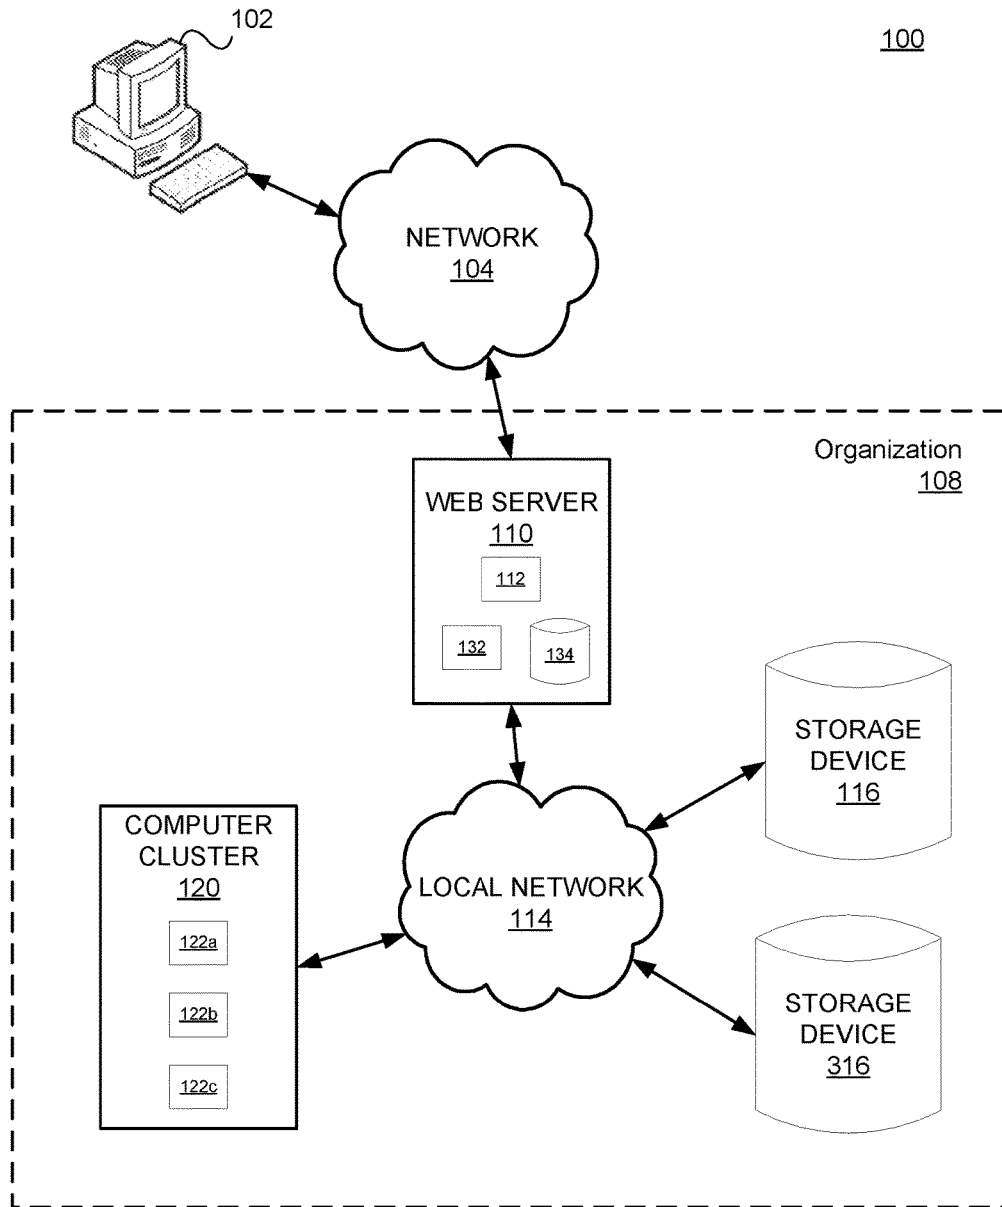 102
100
NETWORK
104
Organization
108
WEB SERVER
110
112
132
134
STORAGE
DEVICE
116
COMPUTER
CLUSTER
120
LOCAL NETWORK
114
122a
122b
122c
STORAGE
DEVICE
316